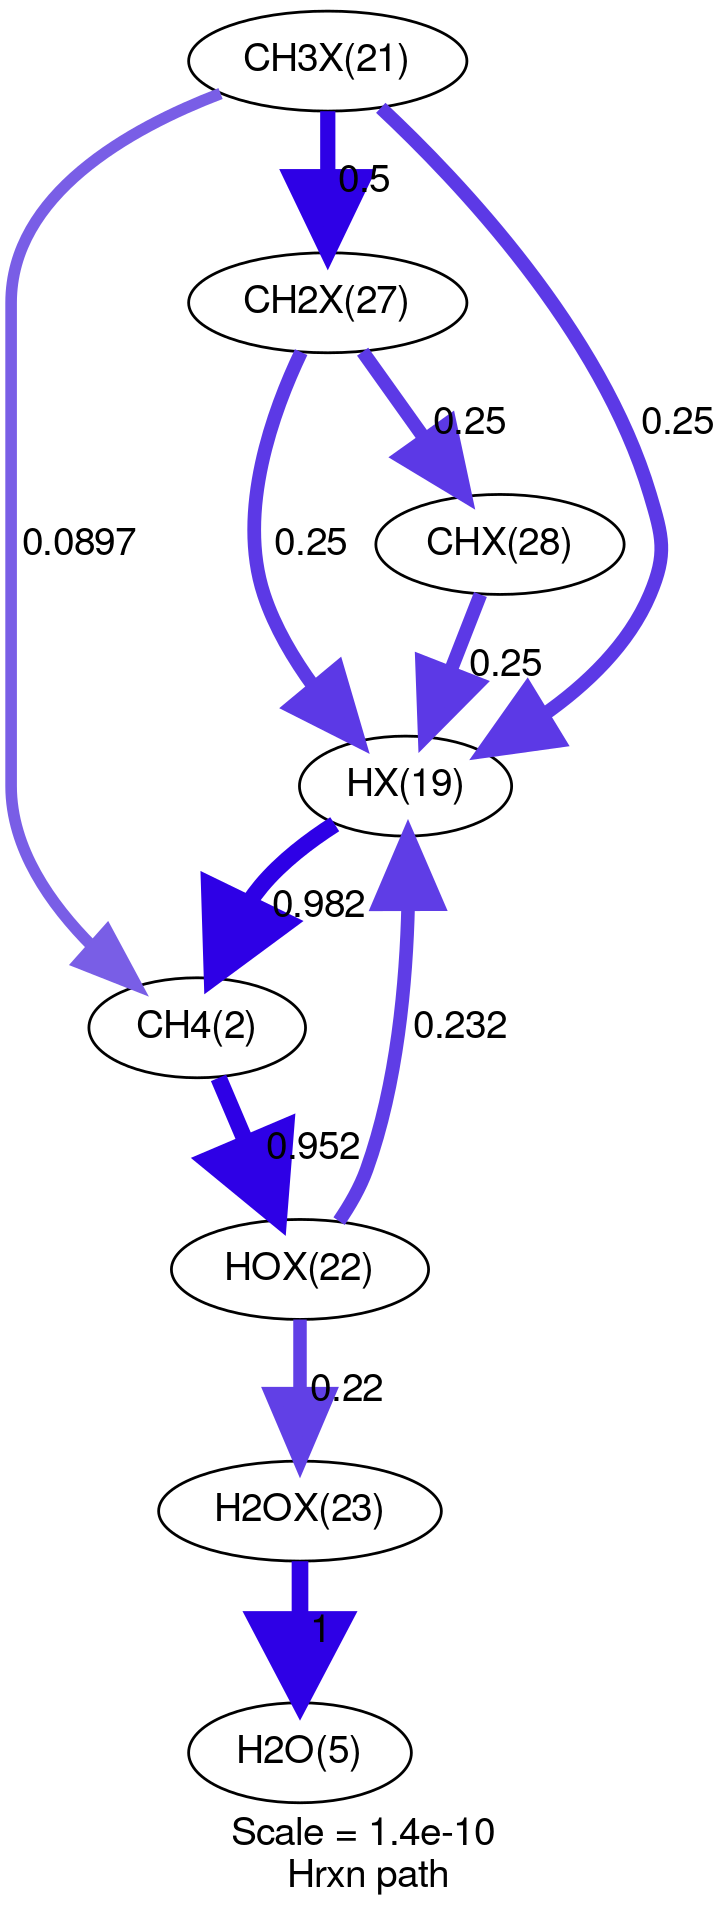 CH3X(21)
0.5
CH2X(27)
0.25
0.25
0.0897
0.25
CHX(28)
0.25
HX(19)
0.982
CH4(2)
0.232
0.952
HOX(22)
0.22
H2OX(23)
1
H2O(5)
Scale = 1.4e-10
Hrxn path